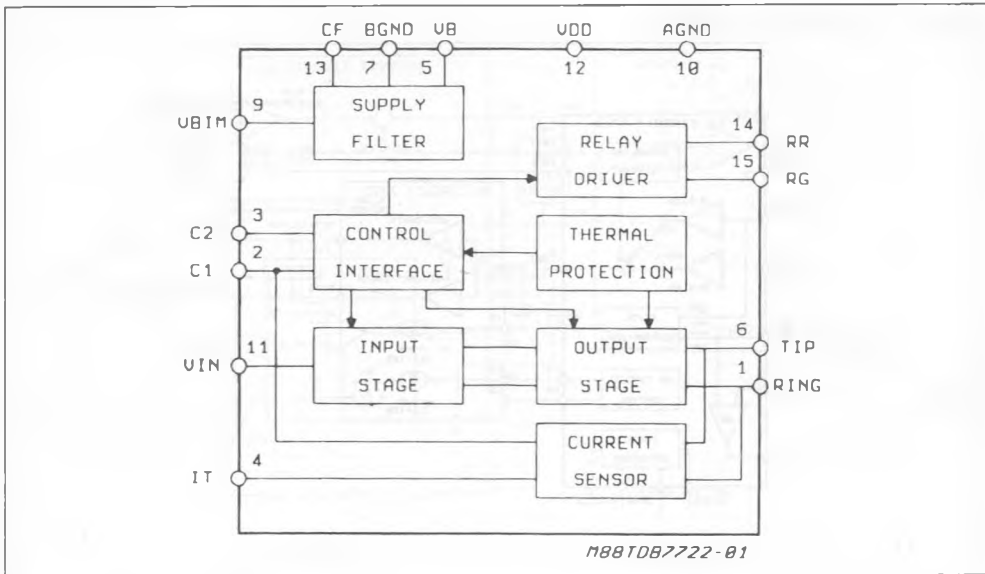 CF BGND VB VDD AGND
13 7 5 12 10
9 SUPPLY
VBIM FILTER
RELAY 14 RR
DRIVER 15 RG
3
C2 CONTROL THERMAL
2
C1 INTERFACE PROTECTION
11 INPUT OUTPUT 6 TIP
VIN STAGE STAGE 1 RING
CURRENT
4
IT SENSOR
M88TDB7722-01